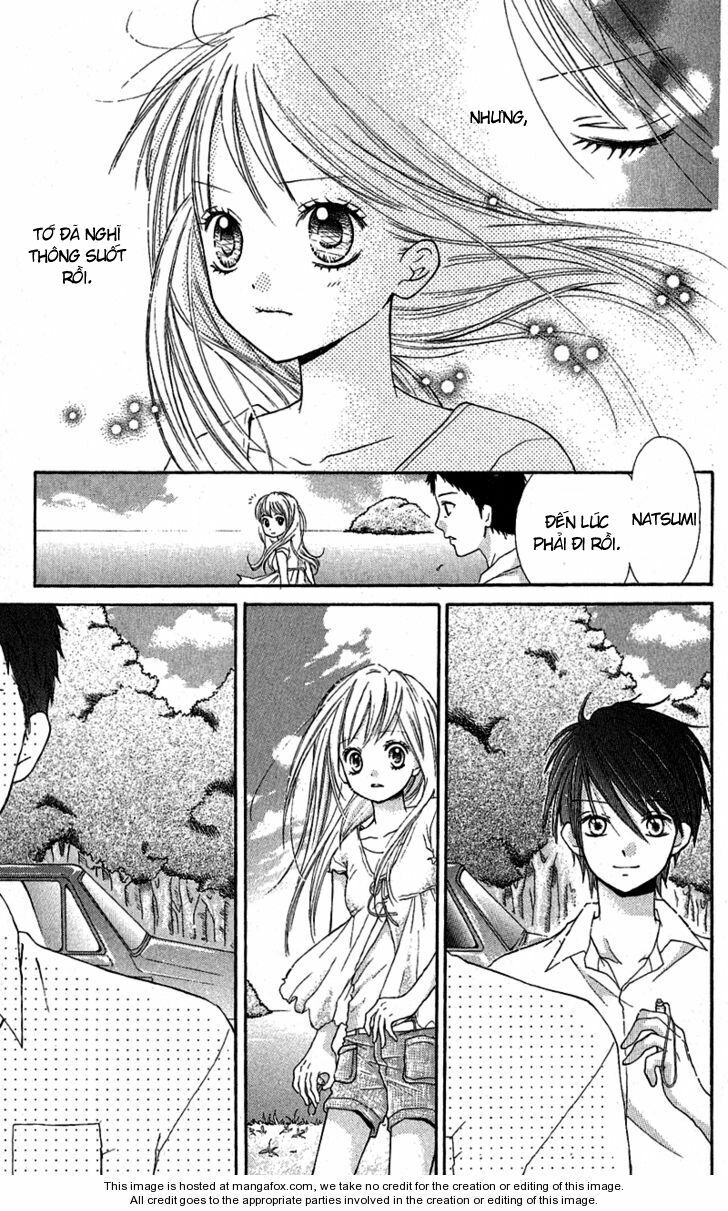 NHƯNG,
TỚ ĐÃ NGHĨ
THÔNG SUỐT
RỒI.
NATSUMI
ĐẾN LÚC
PHẢI ĐI RỒI.
This image is hosted at mangafox.com, we take no credit for the creation or editing of this image.
All credit goes to the appropriate parties involved in the creation or editing of this image.